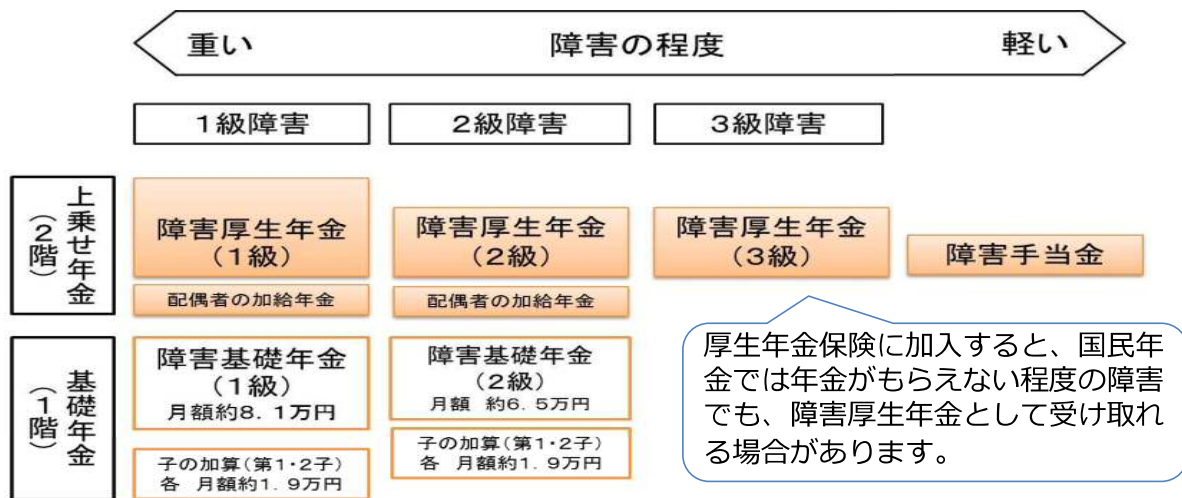 重い 障害の程度 軽い
1級障害 2級障害 3級障害
上乗せ年金
(2階)
障害厚生年金
(1級)
配偶者の加給年金
障害厚生年金
(2級)
配偶者の加給年金
障害厚生年金
(3級)
障害手当金
基礎年金
(1階)
障害基礎年金
(1級)
月額約8.1万円
子の加算(第1・2子)
各 月額約1.9万円
障害基礎年金
(2級)
月額 約6.5万円
子の加算(第1・2子)
各 月額約1.9万円
厚生年金保険に加入すると、国民年
金では年金がもらえない程度の障害
でも、障害厚生年金として受け取れ
る場合があります。